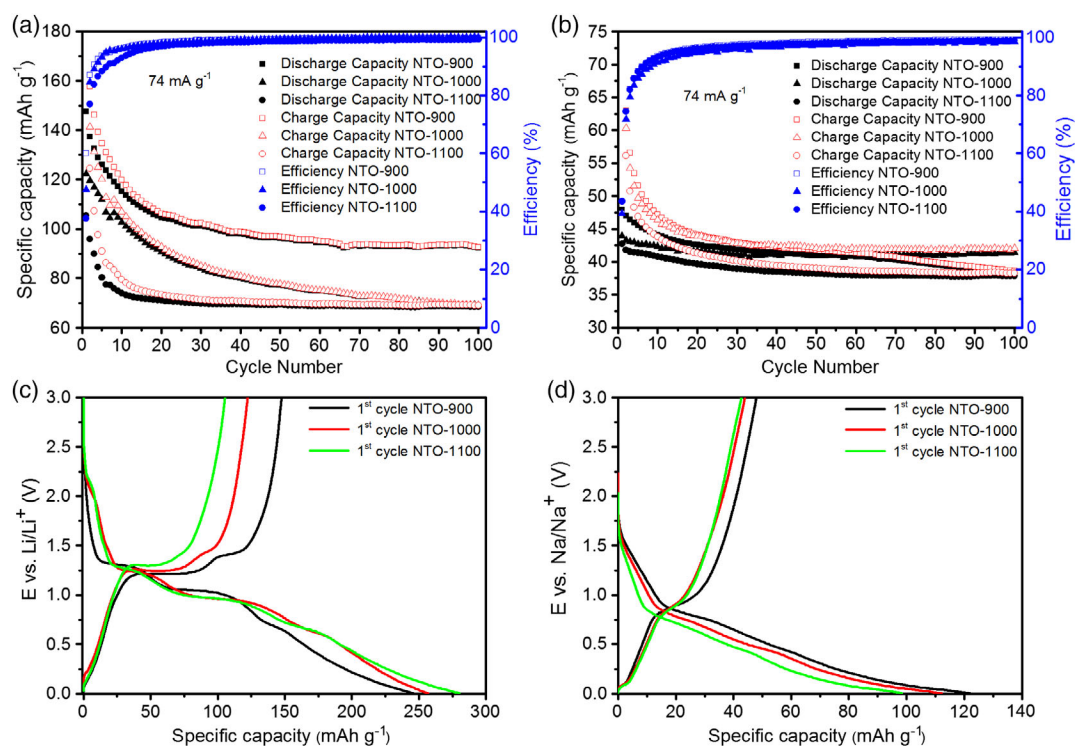 (a)
180
160
140
120
100
80
60
Specific capacity (mAh g⁻¹)
0 10 20 30 40 50 60 70 80 90 100
Cycle Number
100
80
60
40
20
0
Efficiency (%)
74 mA g⁻¹
Discharge Capacity NTO-900
Discharge Capacity NTO-1000
Discharge Capacity NTO-1100
Charge Capacity NTO-900
Charge Capacity NTO-1000
Charge Capacity NTO-1100
Efficiency NTO-900
Efficiency NTO-1000
Efficiency NTO-1100
(b)
75
70
65
60
55
50
45
40
35
30
Specific capacity (mAh g⁻¹)
0 10 20 30 40 50 60 70 80 90 100
Cycle Number
100
80
60
40
20
0
Efficiency (%)
74 mA g⁻¹
Discharge Capacity NTO-900
Discharge Capacity NTO-1000
Discharge Capacity NTO-1100
Charge Capacity NTO-900
Charge Capacity NTO-1000
Charge Capacity NTO-1100
Efficiency NTO-900
Efficiency NTO-1000
Efficiency NTO-1100
(c)
3.0
2.5
2.0
1.5
1.0
0.5
0.0
E vs. Li/Li⁺ (V)
0 50 100 150 200 250 300
Specific capacity (mAh g⁻¹)
1ˢᵗ cycle NTO-900
1ˢᵗ cycle NTO-1000
1ˢᵗ cycle NTO-1100
(d)
3.0
2.5
2.0
1.5
1.0
0.5
0.0
E vs. Na/Na⁺ (V)
0 20 40 60 80 100 120 140
Specific capacity (mAh g⁻¹)
1ˢᵗ cycle NTO-900
1ˢᵗ cycle NTO-1000
1ˢᵗ cycle NTO-1100